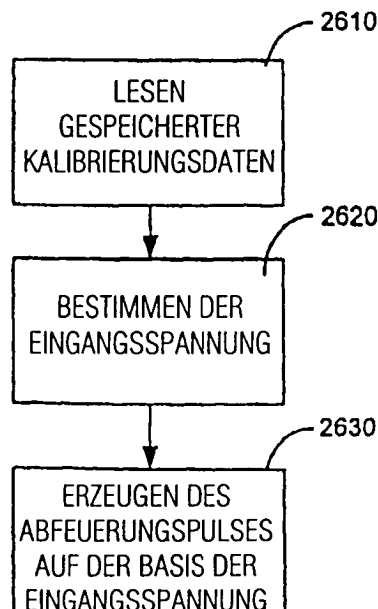 2610
LESEN
GESPEICHERTER
KALIBRIERUNGSDATEN
2620
BESTIMMEN DER
EINGANGSSPANNUNG
2630
ERZEUGEN DES
ABFEUERUNGSPULSES
AUF DER BASIS DER
EINGANGSSPANNUNG